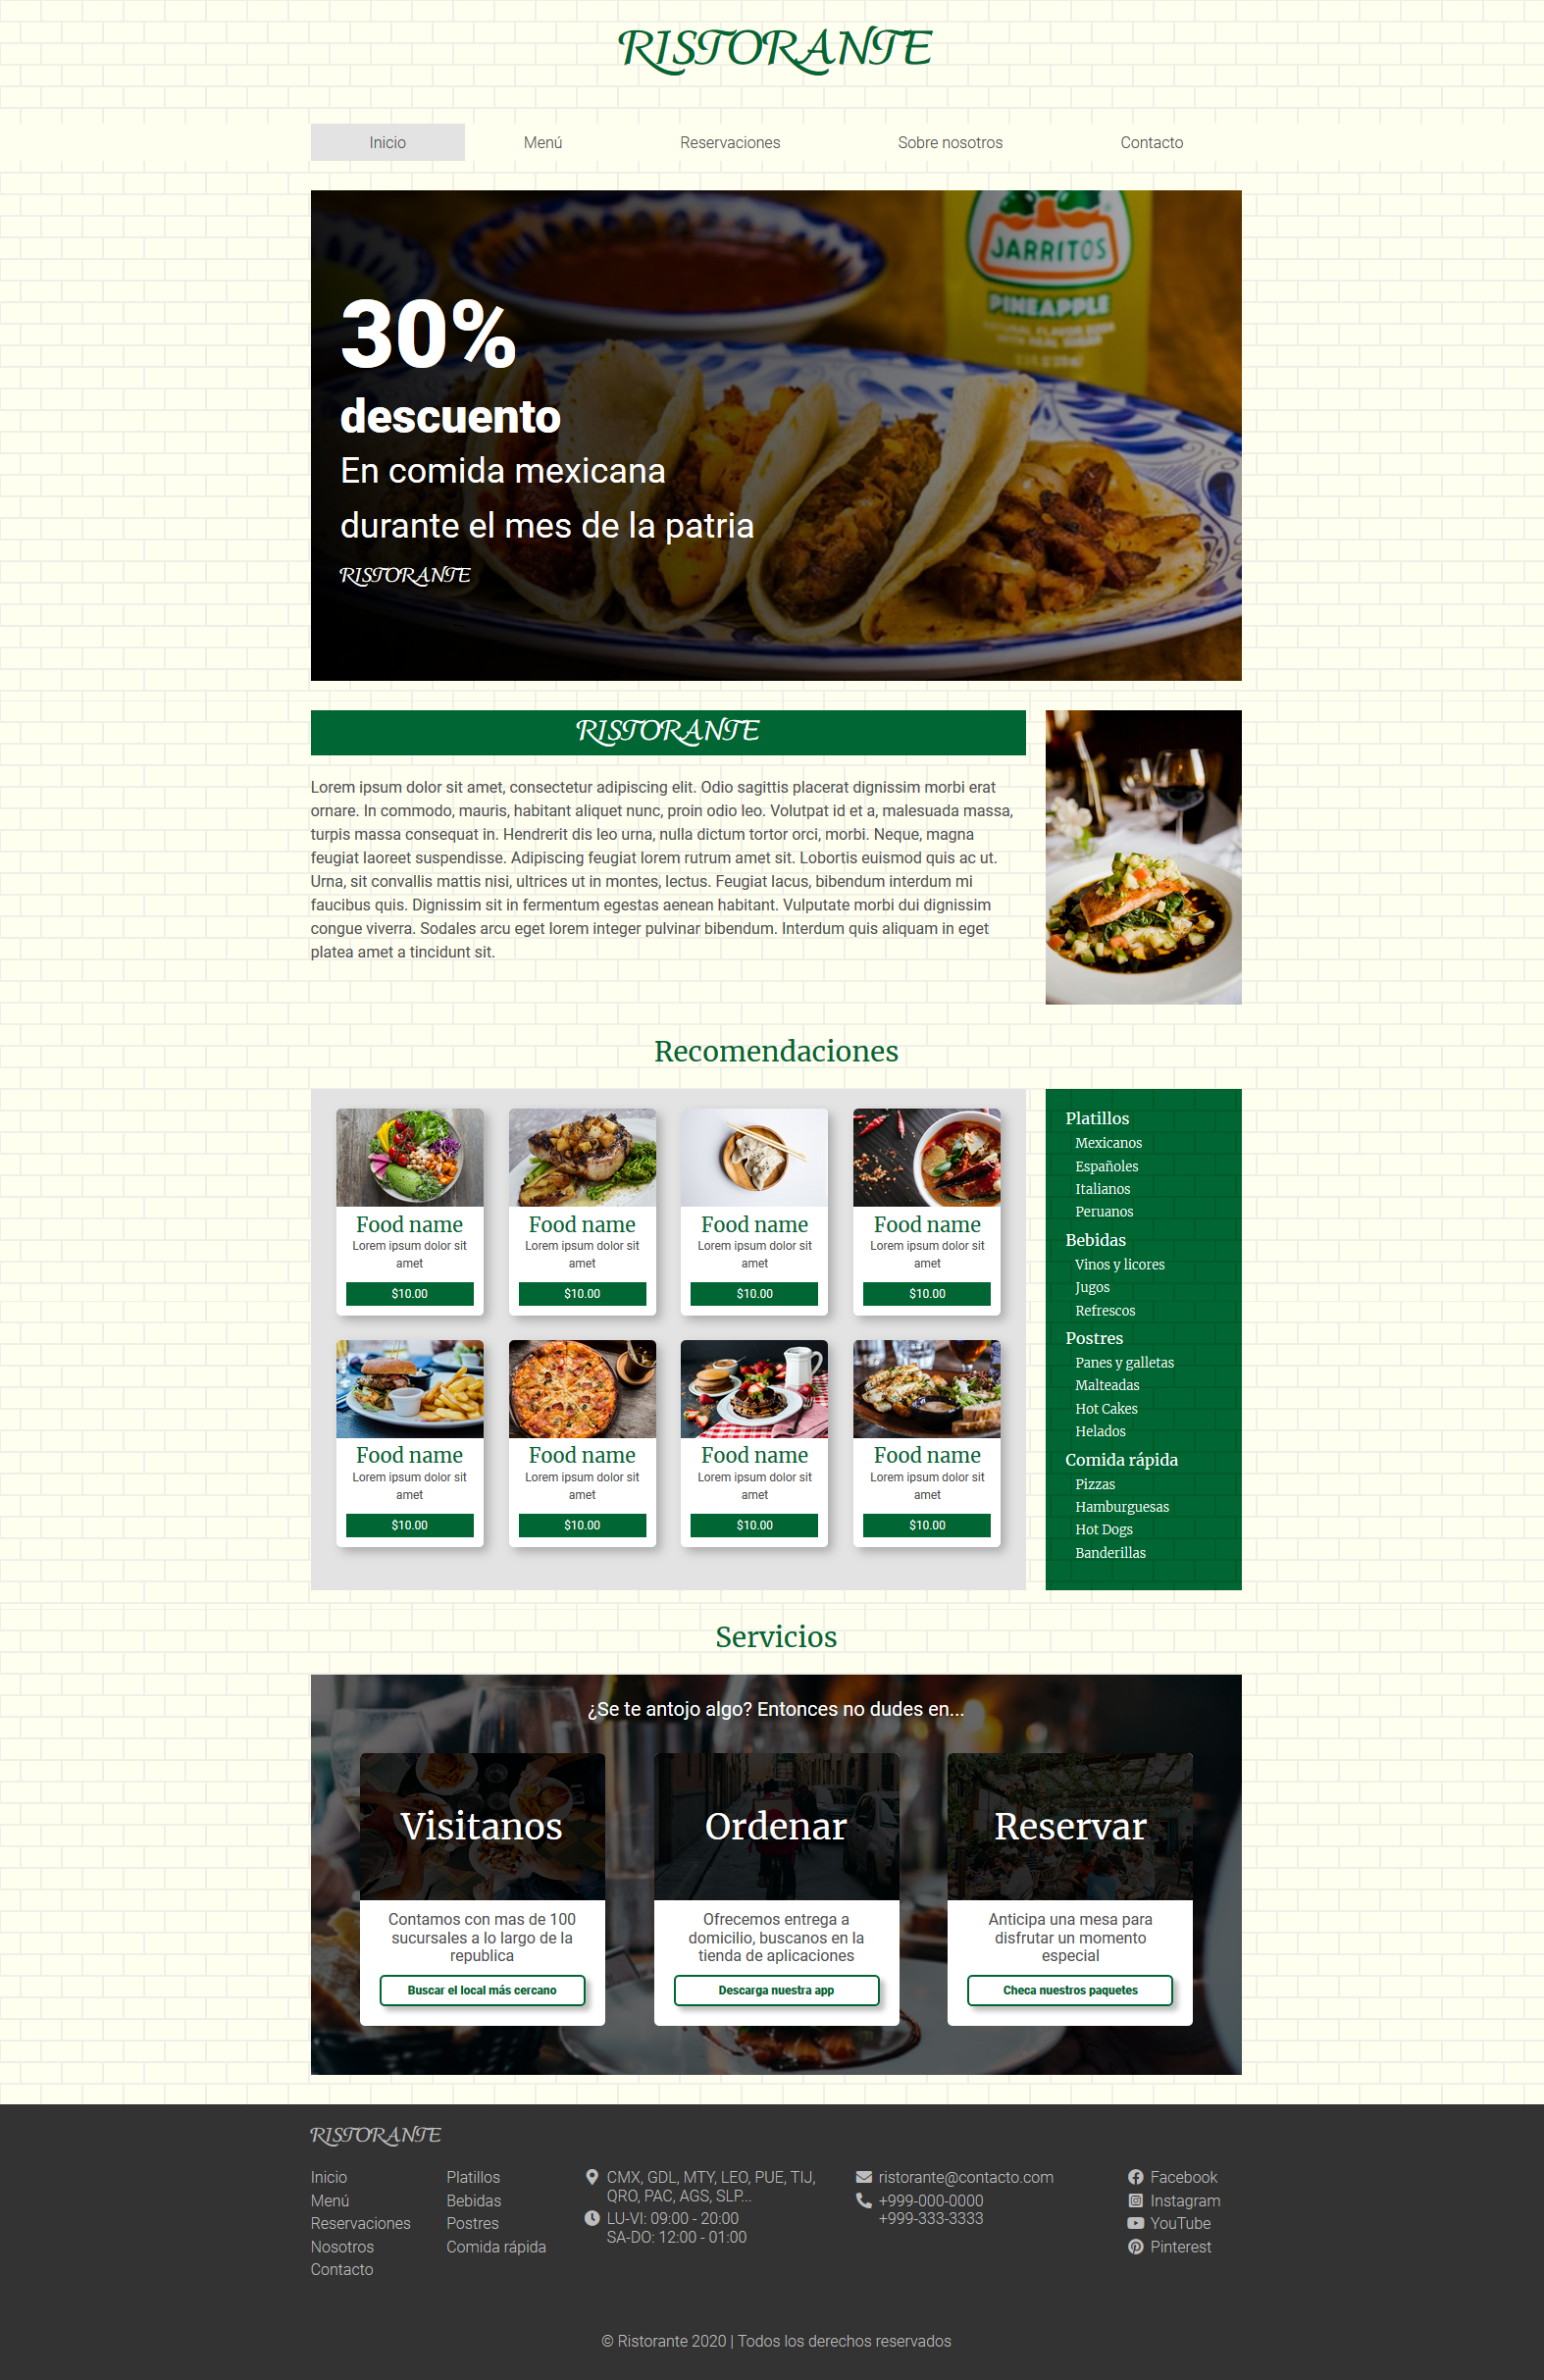 RISTORANTE
Inicio
Menú
Reservaciones
Sobre nosotros
Contacto
JARRITOS
PINEAPPLE
NATURAL FLAVOR SODA
WITH REAL SUGAR
30%
descuento
En comida mexicana
durante el mes de la patria
RISTORANTE
RISTORANTE
Lorem ipsum dolor sit amet, consectetur adipiscing elit. Odio sagittis placerat dignissim morbi erat
ornare. In commodo, mauris, habitant aliquet nunc, proin odio leo. Volutpat id et a, malesuada massa,
turpis massa consequat in. Hendrerit dis leo urna, nulla dictum tortor orci, morbi. Neque, magna
feugiat laoreet suspendisse. Adipiscing feugiat lorem rutrum amet sit. Lobortis euismod quis ac ut.
Urna, sit convallis mattis nisi, ultrices ut in montes, lectus. Feugiat lacus, bibendum interdum mi
faucibus quis. Dignissim sit in fermentum egestas aenean habitant. Vulputate morbi dui dignissim
congue viverra. Sodales arcu eget lorem integer pulvinar bibendum. Interdum quis aliquam in eget
platea amet a tincidunt sit.
Recomendaciones
Food name
Lorem ipsum dolor sit
amet
$10.00
Food name
Lorem ipsum dolor sit
amet
$10.00
Food name
Lorem ipsum dolor sit
amet
$10.00
Food name
Lorem ipsum dolor sit
amet
$10.00
Food name
Lorem ipsum dolor sit
amet
$10.00
Food name
Lorem ipsum dolor sit
amet
$10.00
Food name
Lorem ipsum dolor sit
amet
$10.00
Food name
Lorem ipsum dolor sit
amet
$10.00
Platillos
Mexicanos
Españoles
Italianos
Peruanos
Bebidas
Vinos y licores
Jugos
Refrescos
Postres
Panes y galletas
Malteadas
Hot Cakes
Helados
Comida rápida
Pizzas
Hamburguesas
Hot Dogs
Banderillas
Servicios
¿Se te antojo algo? Entonces no dudes en...
Visitanos
Contamos con mas de 100
sucursales a lo largo de la
republica
Buscar el local más cercano
Ordenar
Ofrecemos entrega a
domicilio, buscanos en la
tienda de aplicaciones
Descarga nuestra app
Reservar
Anticipa una mesa para
disfrutar un momento
especial
Checa nuestros paquetes
RISTORANTE
Inicio
Menú
Reservaciones
Nosotros
Contacto
Platillos
Bebidas
Postres
Comida rápida
CMX, GDL, MTY, LEO, PUE, TIJ,
QRO, PAC, AGS, SLP...
LU-VI: 09:00 - 20:00
SA-DO: 12:00 - 01:00
ristorante@contacto.com
+999-000-0000
+999-333-3333
Facebook
Instagram
YouTube
Pinterest
© Ristorante 2020 | Todos los derechos reservados